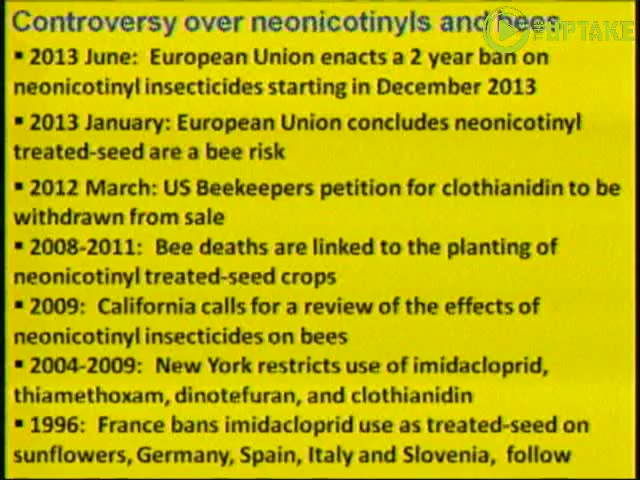 Controversy over neonicotinyls and bees
THE UPTAKE
▪ 2013 June: European Union enacts a 2 year ban on
neonicotinyl insecticides starting in December 2013
▪ 2013 January: European Union concludes neonicotinyl
treated-seed are a bee risk
▪ 2012 March: US Beekeepers petition for clothianidin to be
withdrawn from sale
▪ 2008-2011: Bee deaths are linked to the planting of
neonicotinyl treated-seed crops
▪ 2009: California calls for a review of the effects of
neonicotinyl insecticides on bees
▪ 2004-2009: New York restricts use of imidacloprid,
thiamethoxam, dinotefuran, and clothianidin
▪ 1996: France bans imidacloprid use as treated-seed on
sunflowers, Germany, Spain, Italy and Slovenia, follow